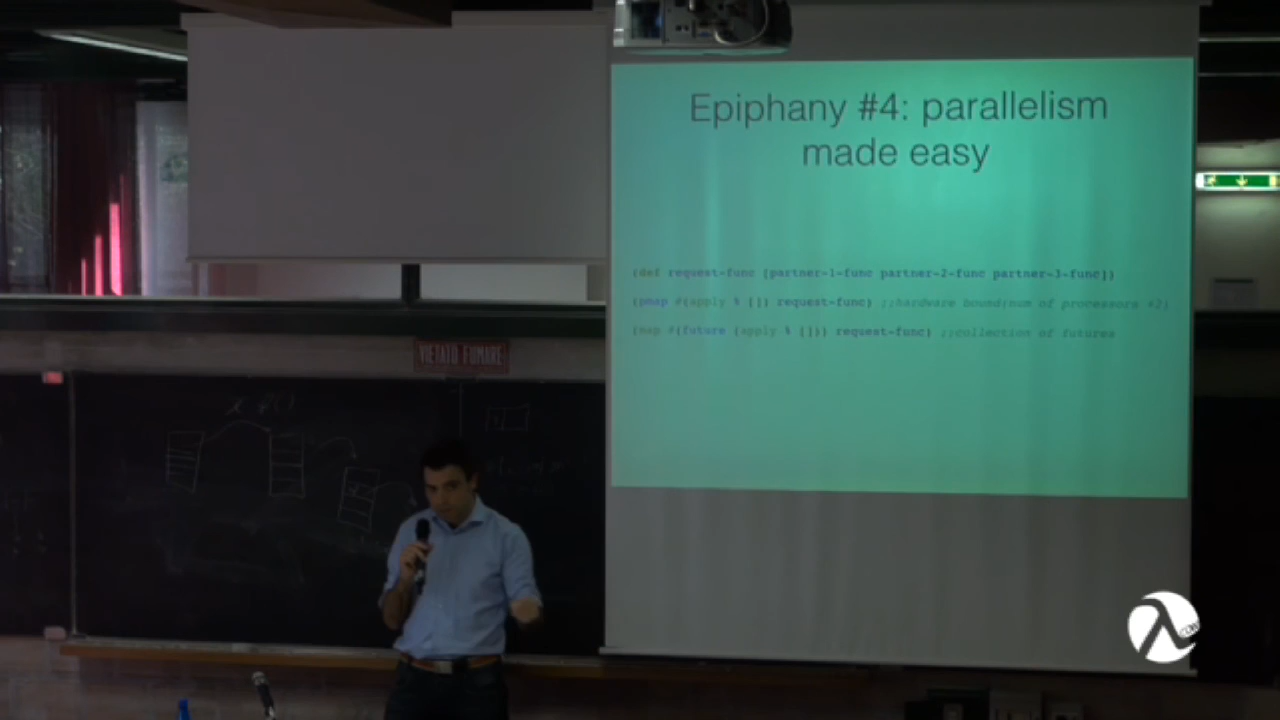 Epiphany #4: parallelism
made easy
(def request-func [partner-1-func partner-2-func partner-3-func])
(pmap #(apply % []) request-func) ;;hardware bound(num of processors +2)
(map #(future (apply % [])) request-func) ;;collection of futures
VIETATO FUMARE
λ
COM